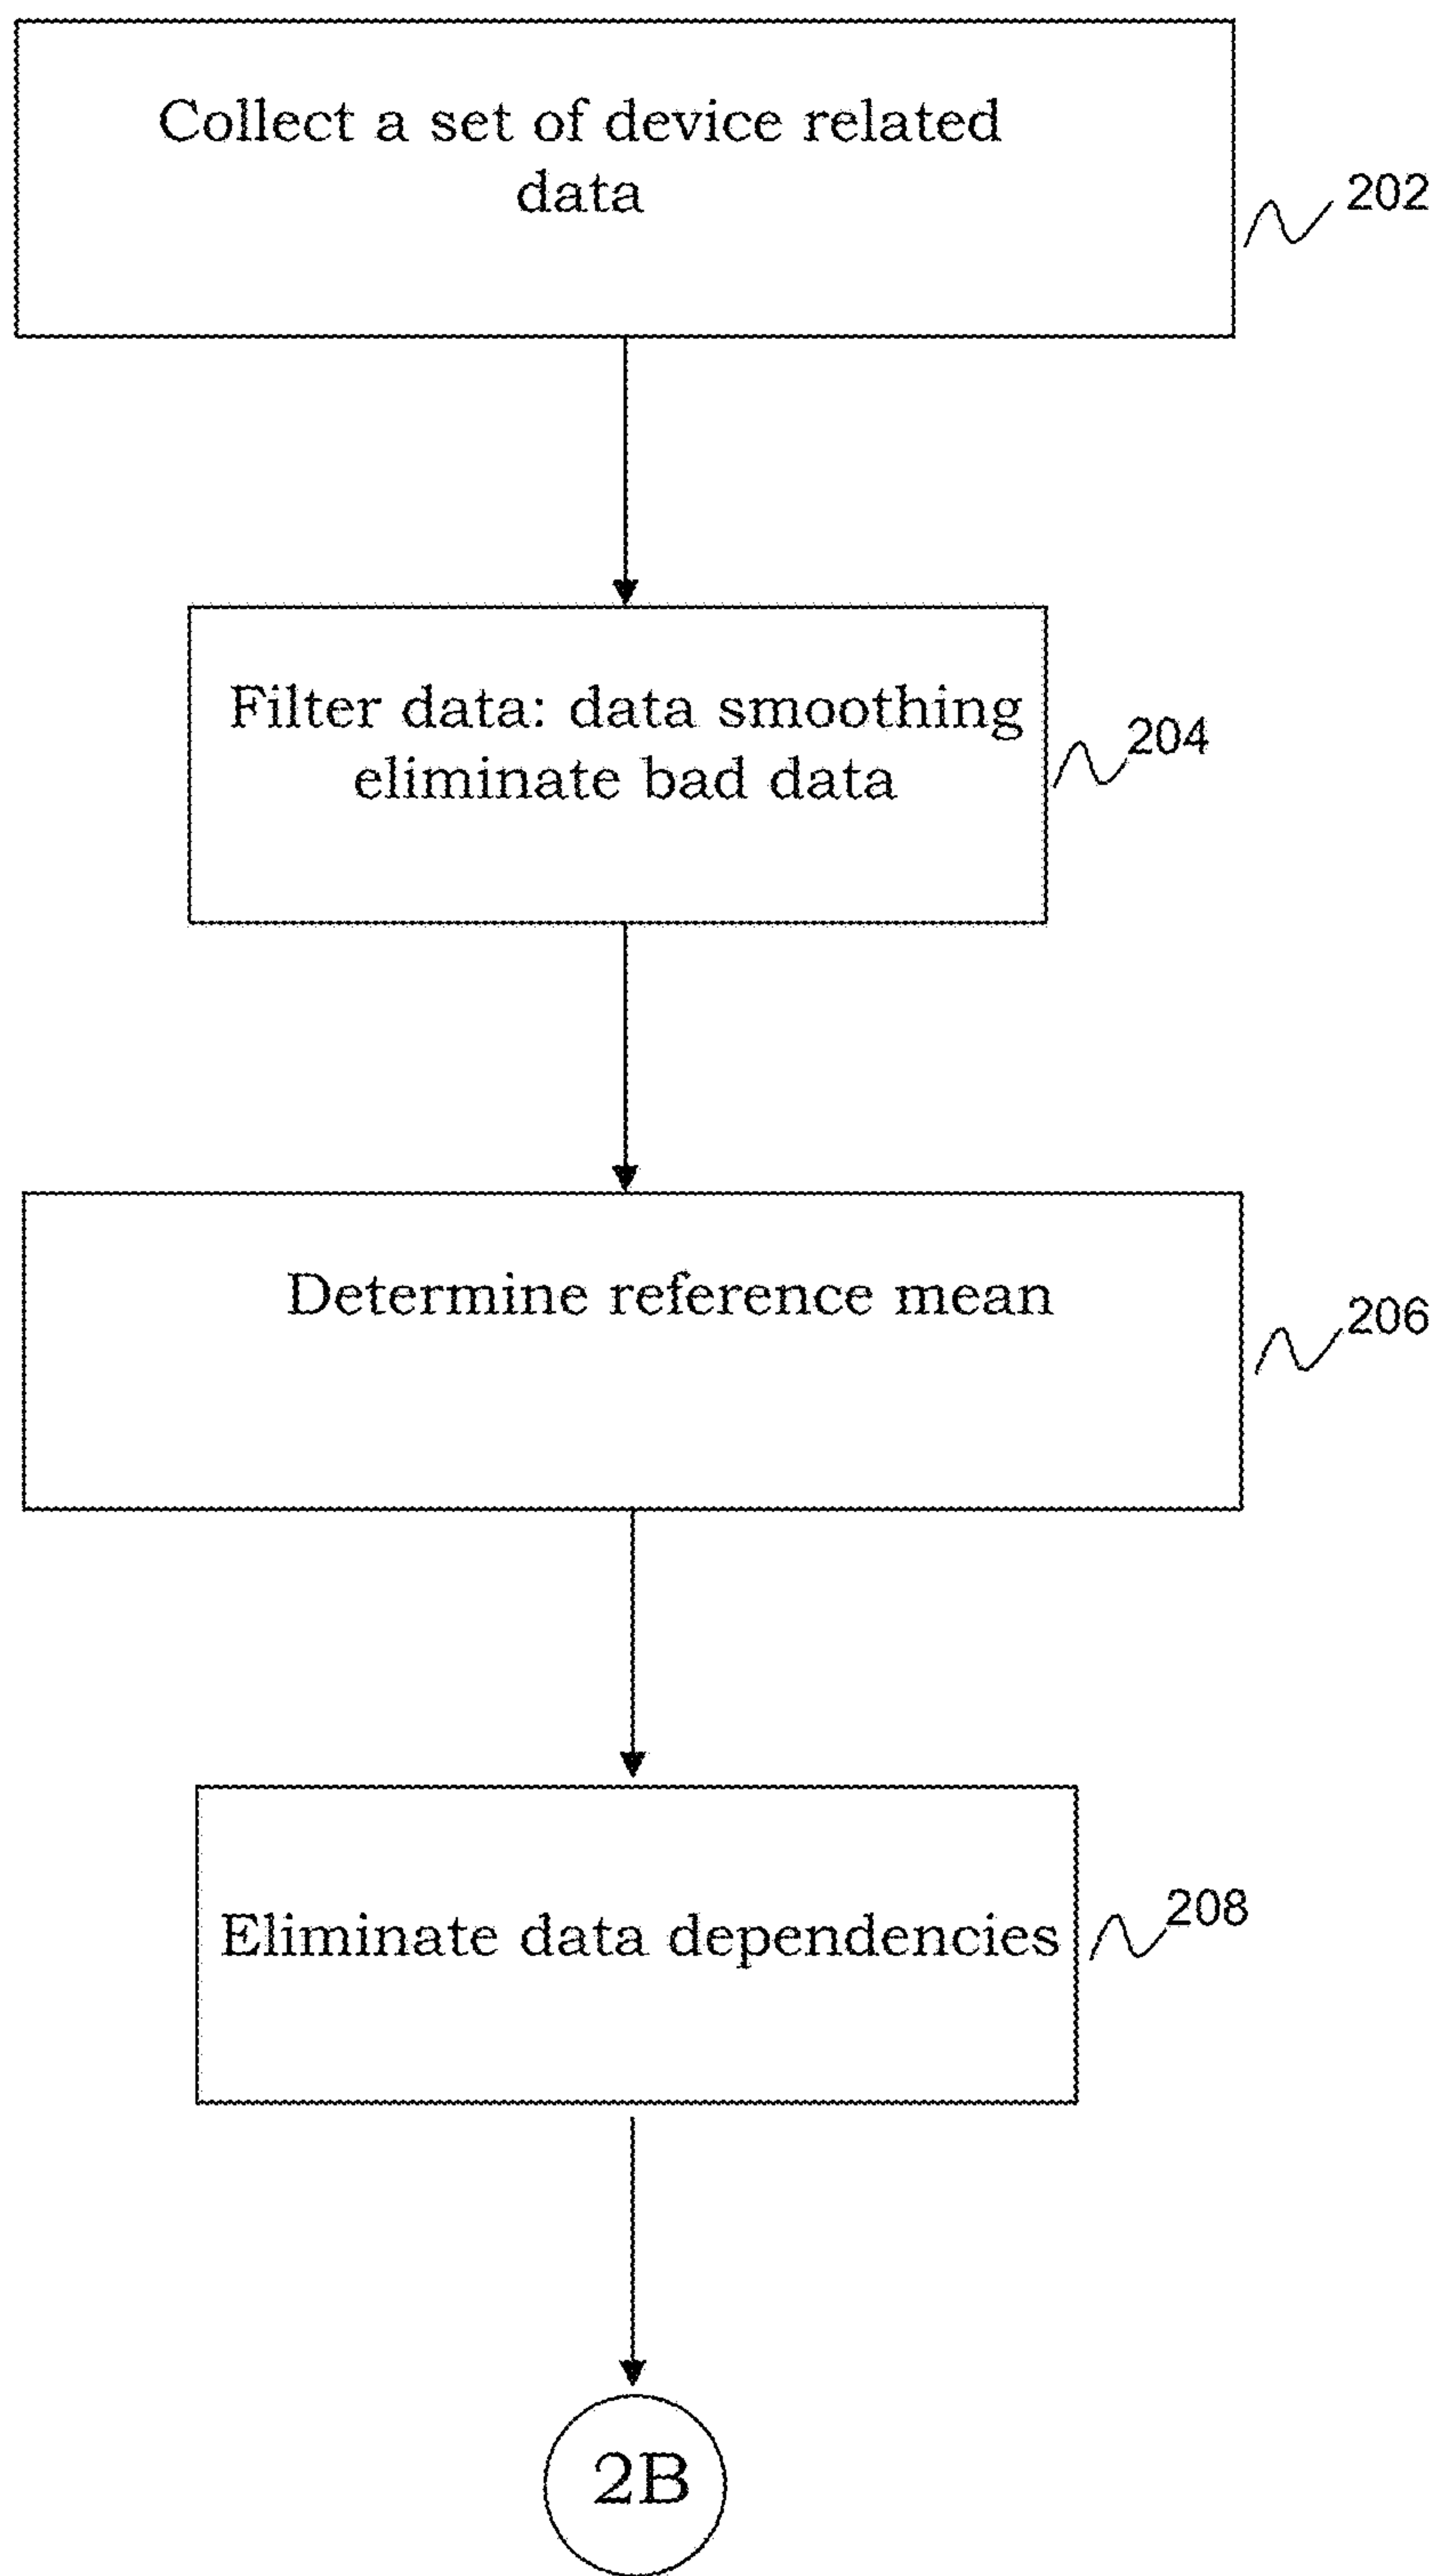 Collect a set of device related
data
202
Filter data: data smoothing
eliminate bad data
204
Determine reference mean
206
Eliminate data dependencies
208
2B